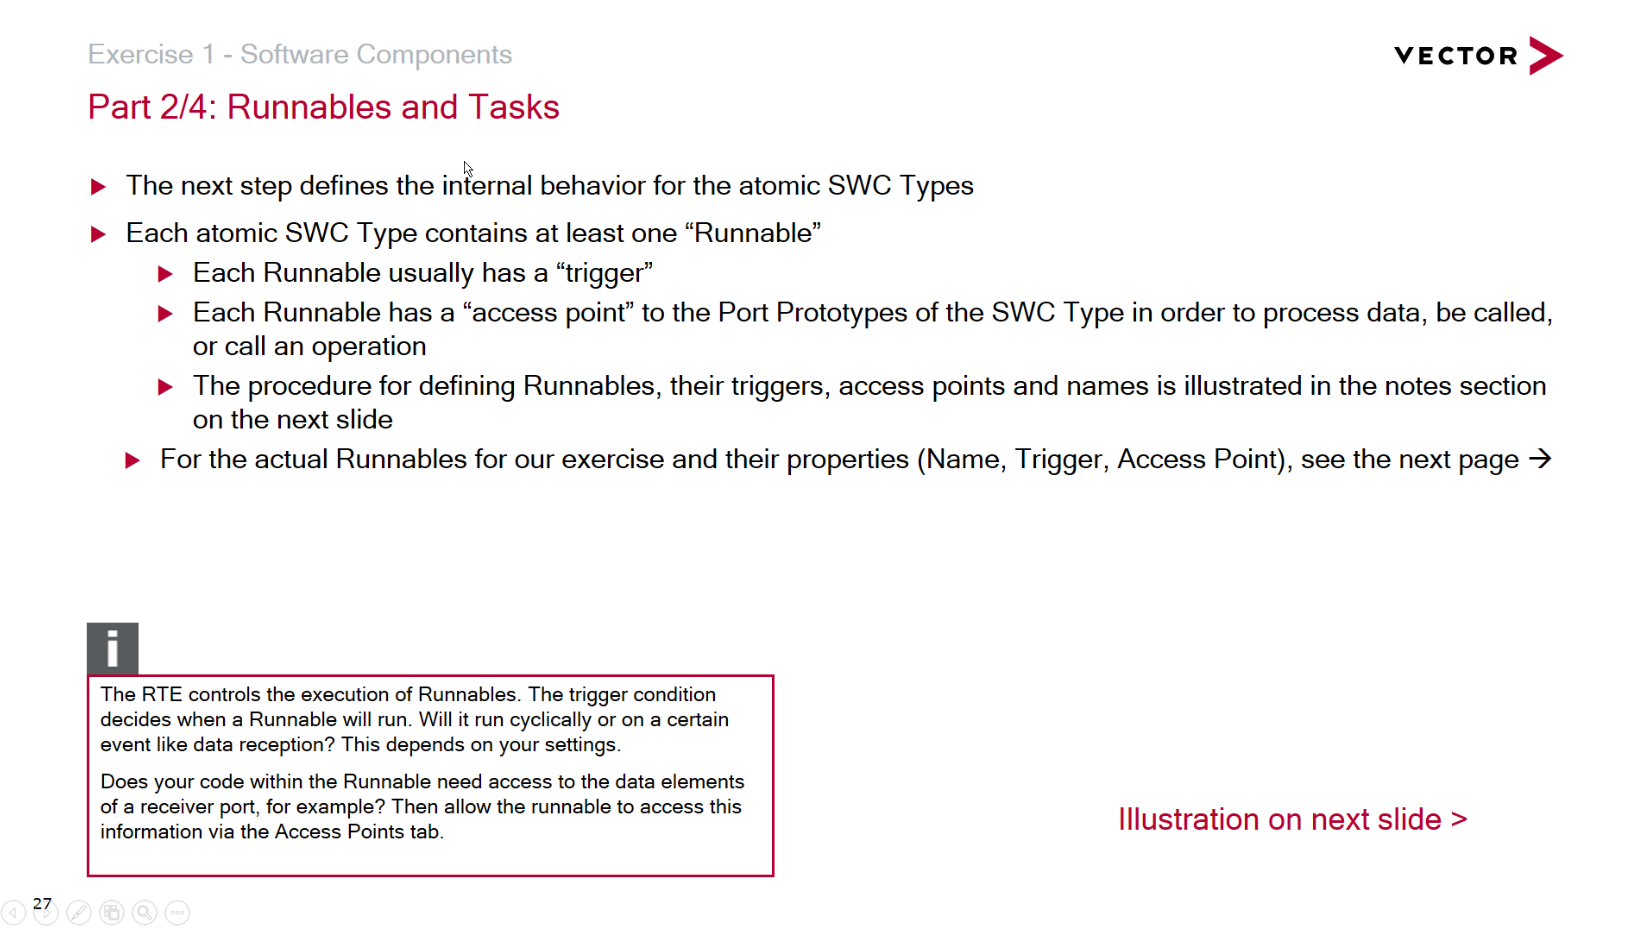 Exercise 1 - Software Components
VECTOR
Part 2/4: Runnables and Tasks
The next step defines the internal behavior for the atomic SWC Types
Each atomic SWC Type contains at least one “Runnable”
Each Runnable usually has a “trigger”
Each Runnable has a “access point” to the Port Prototypes of the SWC Type in order to process data, be called,
or call an operation
The procedure for defining Runnables, their triggers, access points and names is illustrated in the notes section
on the next slide
For the actual Runnables for our exercise and their properties (Name, Trigger, Access Point), see the next page →
i
The RTE controls the execution of Runnables. The trigger condition
decides when a Runnable will run. Will it run cyclically or on a certain
event like data reception? This depends on your settings.
Does your code within the Runnable need access to the data elements
of a receiver port, for example? Then allow the runnable to access this
information via the Access Points tab.
Illustration on next slide >
27